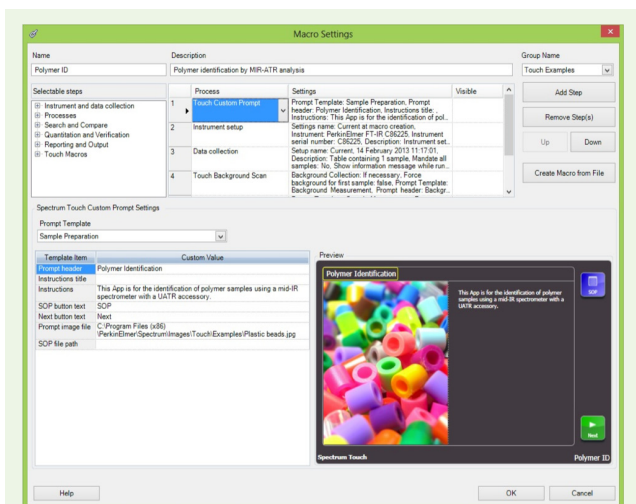 Macro Settings
Name
Description
Group Name
Polymer ID
Polymer identification by MIR-ATR analysis
Touch Examples
Selectable steps
Instrument and data collection
Processes
Search and Compare
Quantitation and Verification
Reporting and Output
Touch Macros
Process Settings Visible
1 Touch Custom Prompt
Prompt Template: Sample Preparation, Prompt
header: Polymer Identification, Instructions title: ,
Instructions: This App is for the identification of pol..
2 Instrument setup
Settings name: Current at macro creation,
Instrument: PerkinElmer FT-IR C86225, Instrument
serial number: C86225, Description: Instrument set..
3 Data collection
Setup name: Current, 14 February 2013 11:17:01,
Description: Table containing 1 sample, Mandate all
samples: No, Show information message while run..
4 Touch Background Scan
Background Collection: If necessary, Force
background for first sample: false, Prompt Template:
Background Measurement, Prompt header: Backgr..
Add Step
Remove Step(s)
Up
Down
Create Macro from File
Spectrum Touch Custom Prompt Settings
Prompt Template
Sample Preparation
Template Item Custom Value
Prompt header Polymer Identification
Instructions title
Instructions This App is for the identification of polymer samples using a mid-IR
spectrometer with a UATR accessory.
SOP button text SOP
Next button text Next
Prompt image file C:\Program Files (x86)
\PerkinElmer\Spectrum\Images\Touch\Examples\Plastic beads.jpg
SOP file path
Preview
Polymer Identification
This App is for the identification of polymer
samples using a mid-IR spectrometer with a
UATR accessory.
SOP
Next
Spectrum Touch
Polymer ID
Help
OK
Cancel